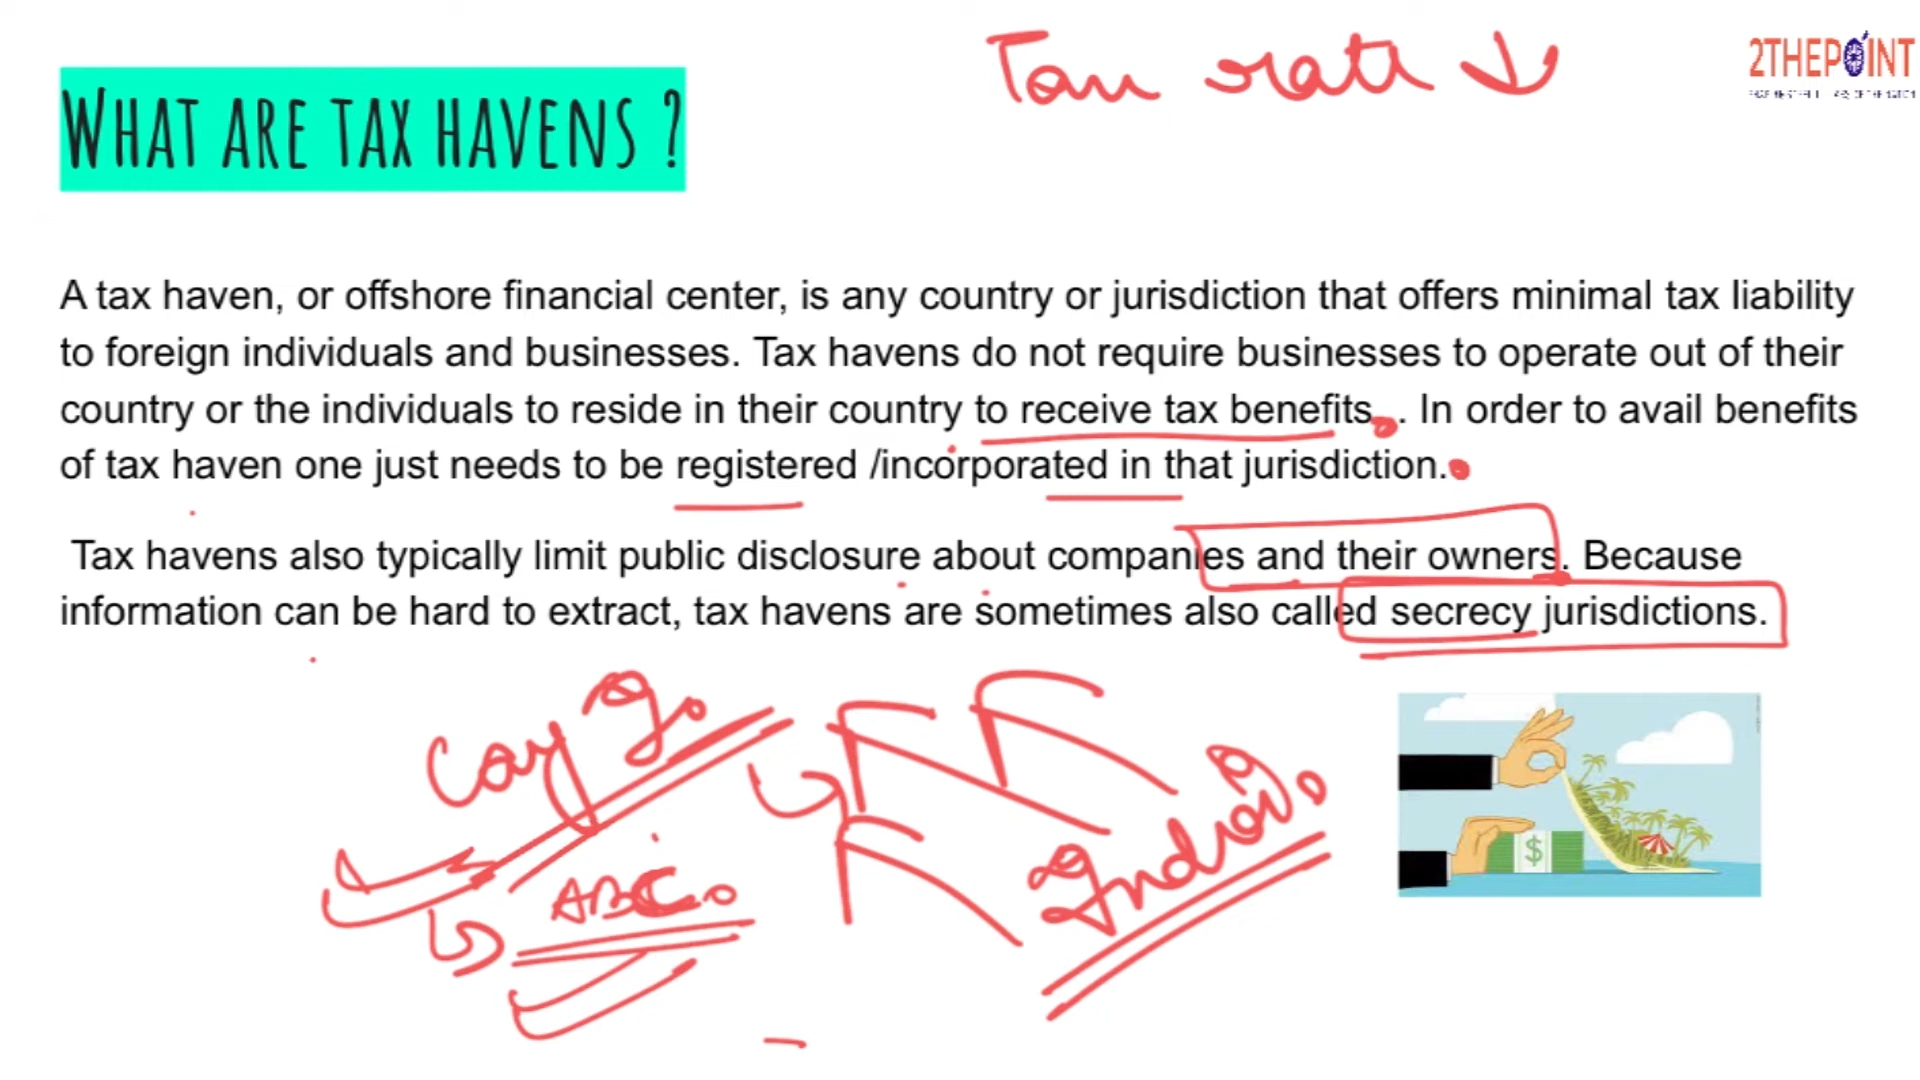 Tax rate ↓
2THEPOINT
WHAT ARE TAX HAVENS ?
A tax haven, or offshore financial center, is any country or jurisdiction that offers minimal tax liability
to foreign individuals and businesses. Tax havens do not require businesses to operate out of their
country or the individuals to reside in their country to receive tax benefits. . In order to avail benefits
of tax haven one just needs to be registered /incorporated in that jurisdiction.
Tax havens also typically limit public disclosure about companies and their owners. Because
information can be hard to extract, tax havens are sometimes also called secrecy jurisdictions.
Cay
India
ABC
$